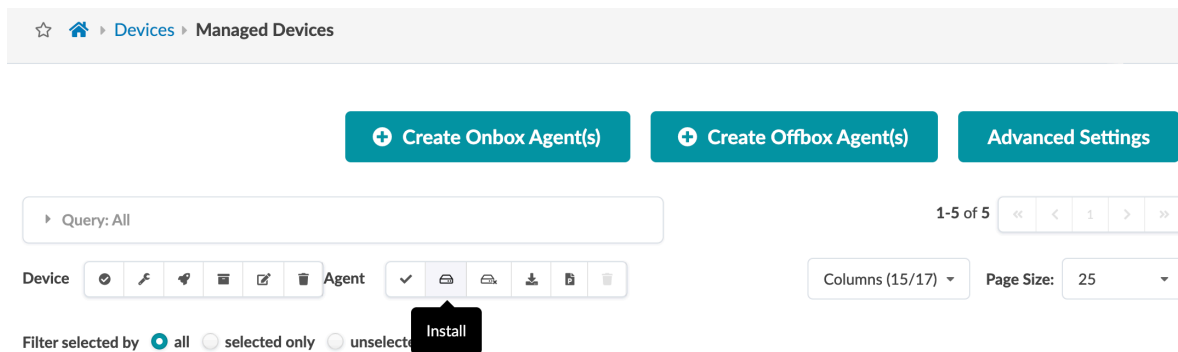 Devices Managed Devices
Create Onbox Agent(s) Create Offbox Agent(s) Advanced Settings
Query: All
1-5 of 5 1
Device Agent Columns (15/17) Page Size: 25
Install
Filter selected by all selected only unselecte